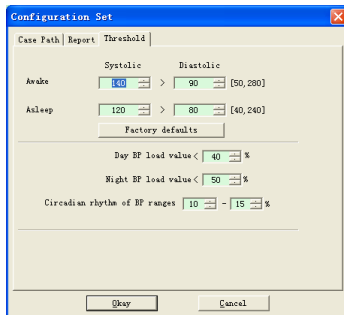 Configuration Set
Case Path Report Threshold
Systolic Diastolic
Awake 140 > 90 [50,280]
Asleep 120 > 80 [40,240]
Factory defaults
Day BP load value< 40 %
Night BP load value< 50 %
Circadian rhythm of BP ranges 10 - 15 %
Okay Cancel